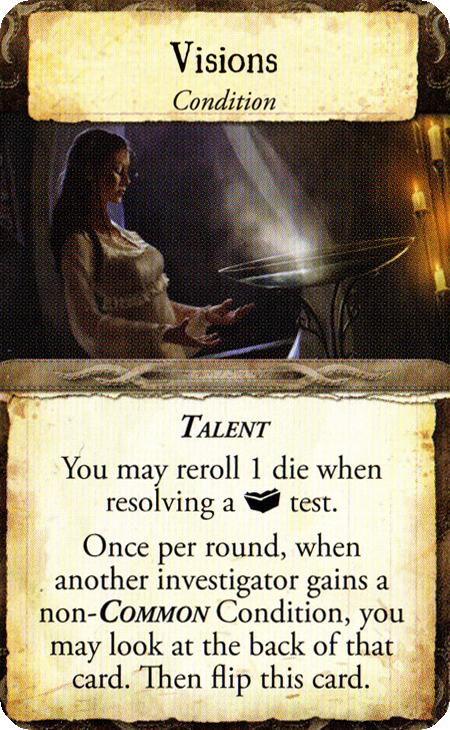 Visions
Condition
TALENT
You may reroll 1 die when
resolving a test.
Once per round, when
another investigator gains a
non-COMMON Condition, you
may look at the back of that
card. Then flip this card.